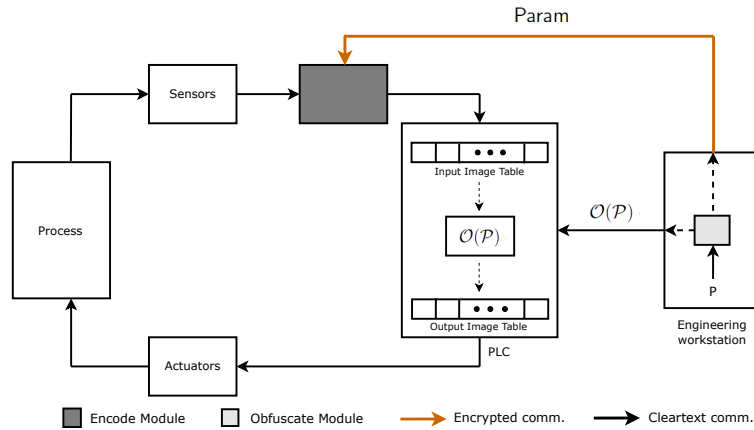 Param
Sensors
Input Image Table
Process
𝒪(𝒫)
𝒪(𝒫)
P
Output Image Table
Engineering
workstation
PLC
Actuators
Encode Module
Obfuscate Module
Encrypted comm.
Cleartext comm.